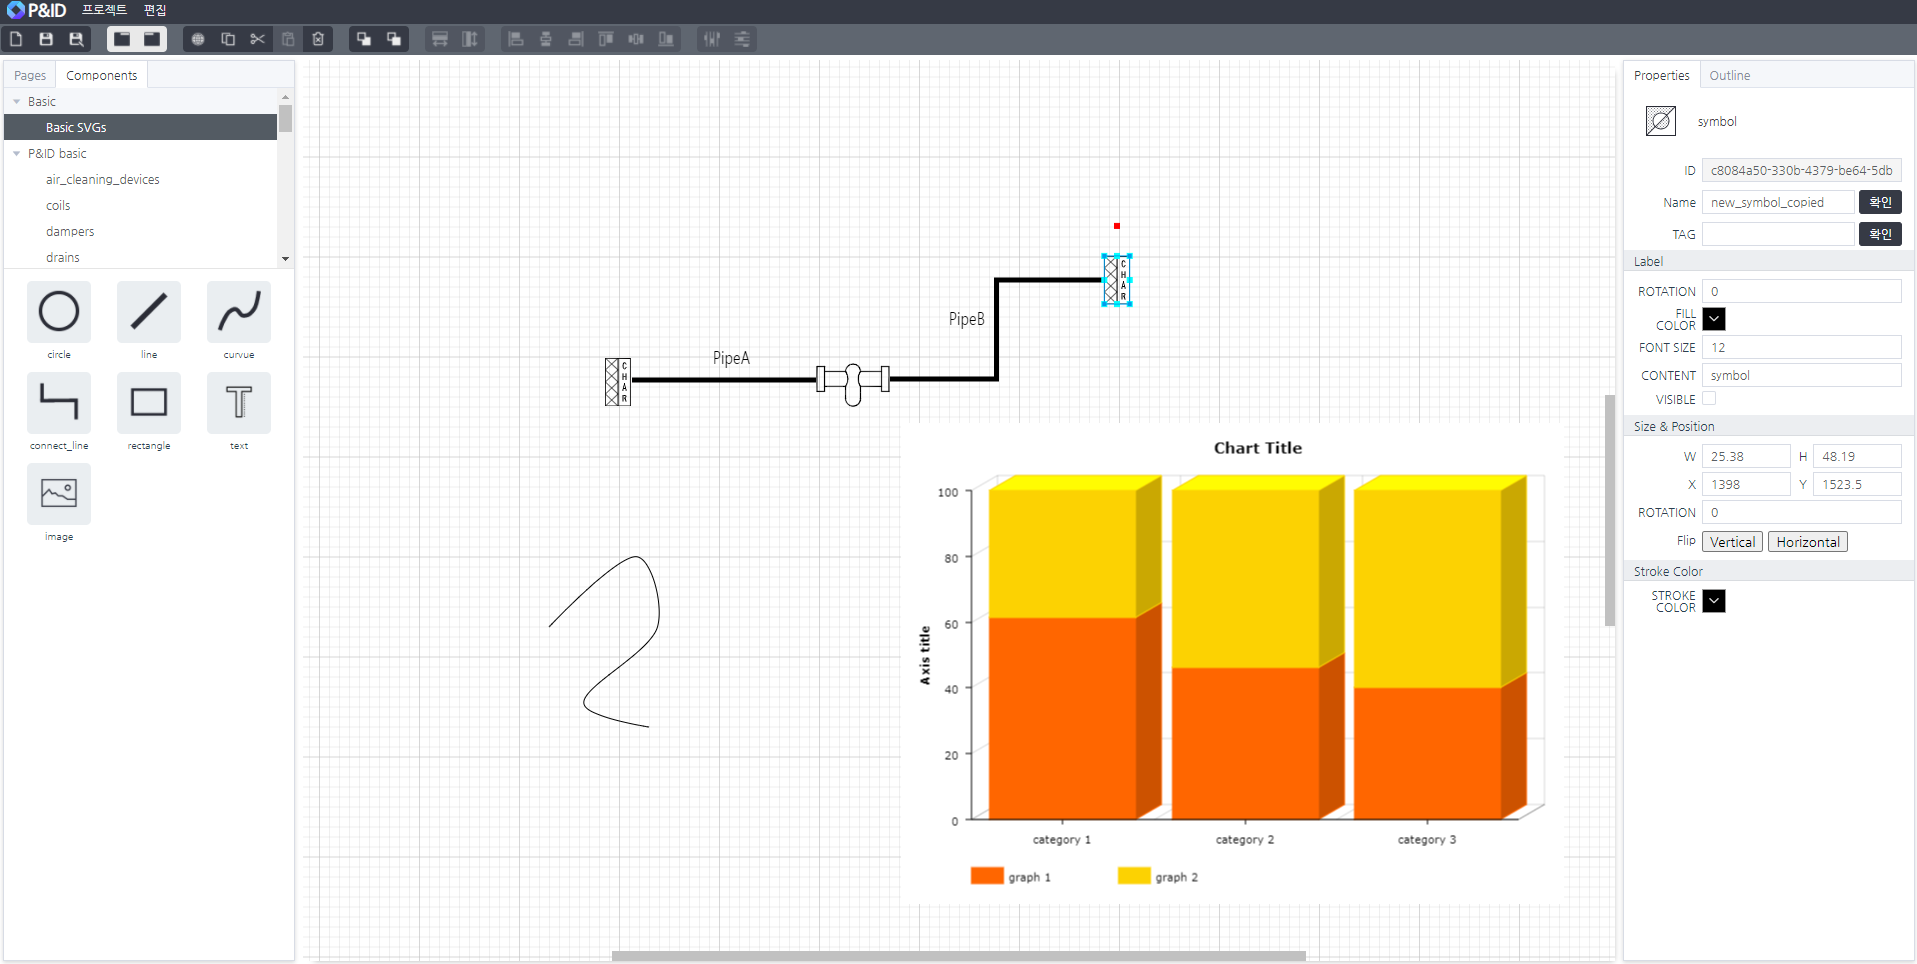 P&ID 프로젝트 편집
Pages Components
Basic
Basic SVGs
P&ID basic
air_cleaning_devices
coils
dampers
drains
circle line curvue
connect_line rectangle text
image
C
H
A
R
PipeB
PipeA
C
H
A
R
Chart Title
100
80
60
40
20
0
Axis title
category 1 category 2 category 3
graph 1 graph 2
Properties Outline
symbol
ID c8084a50-330b-4379-be64-5db
Name new_symbol_copied 확인
TAG 확인
Label
ROTATION 0
FILL
COLOR
FONT SIZE 12
CONTENT symbol
VISIBLE
Size & Position
W 25.38 H 48.19
X 1398 Y 1523.5
ROTATION 0
Flip Vertical Horizontal
Stroke Color
STROKE
COLOR